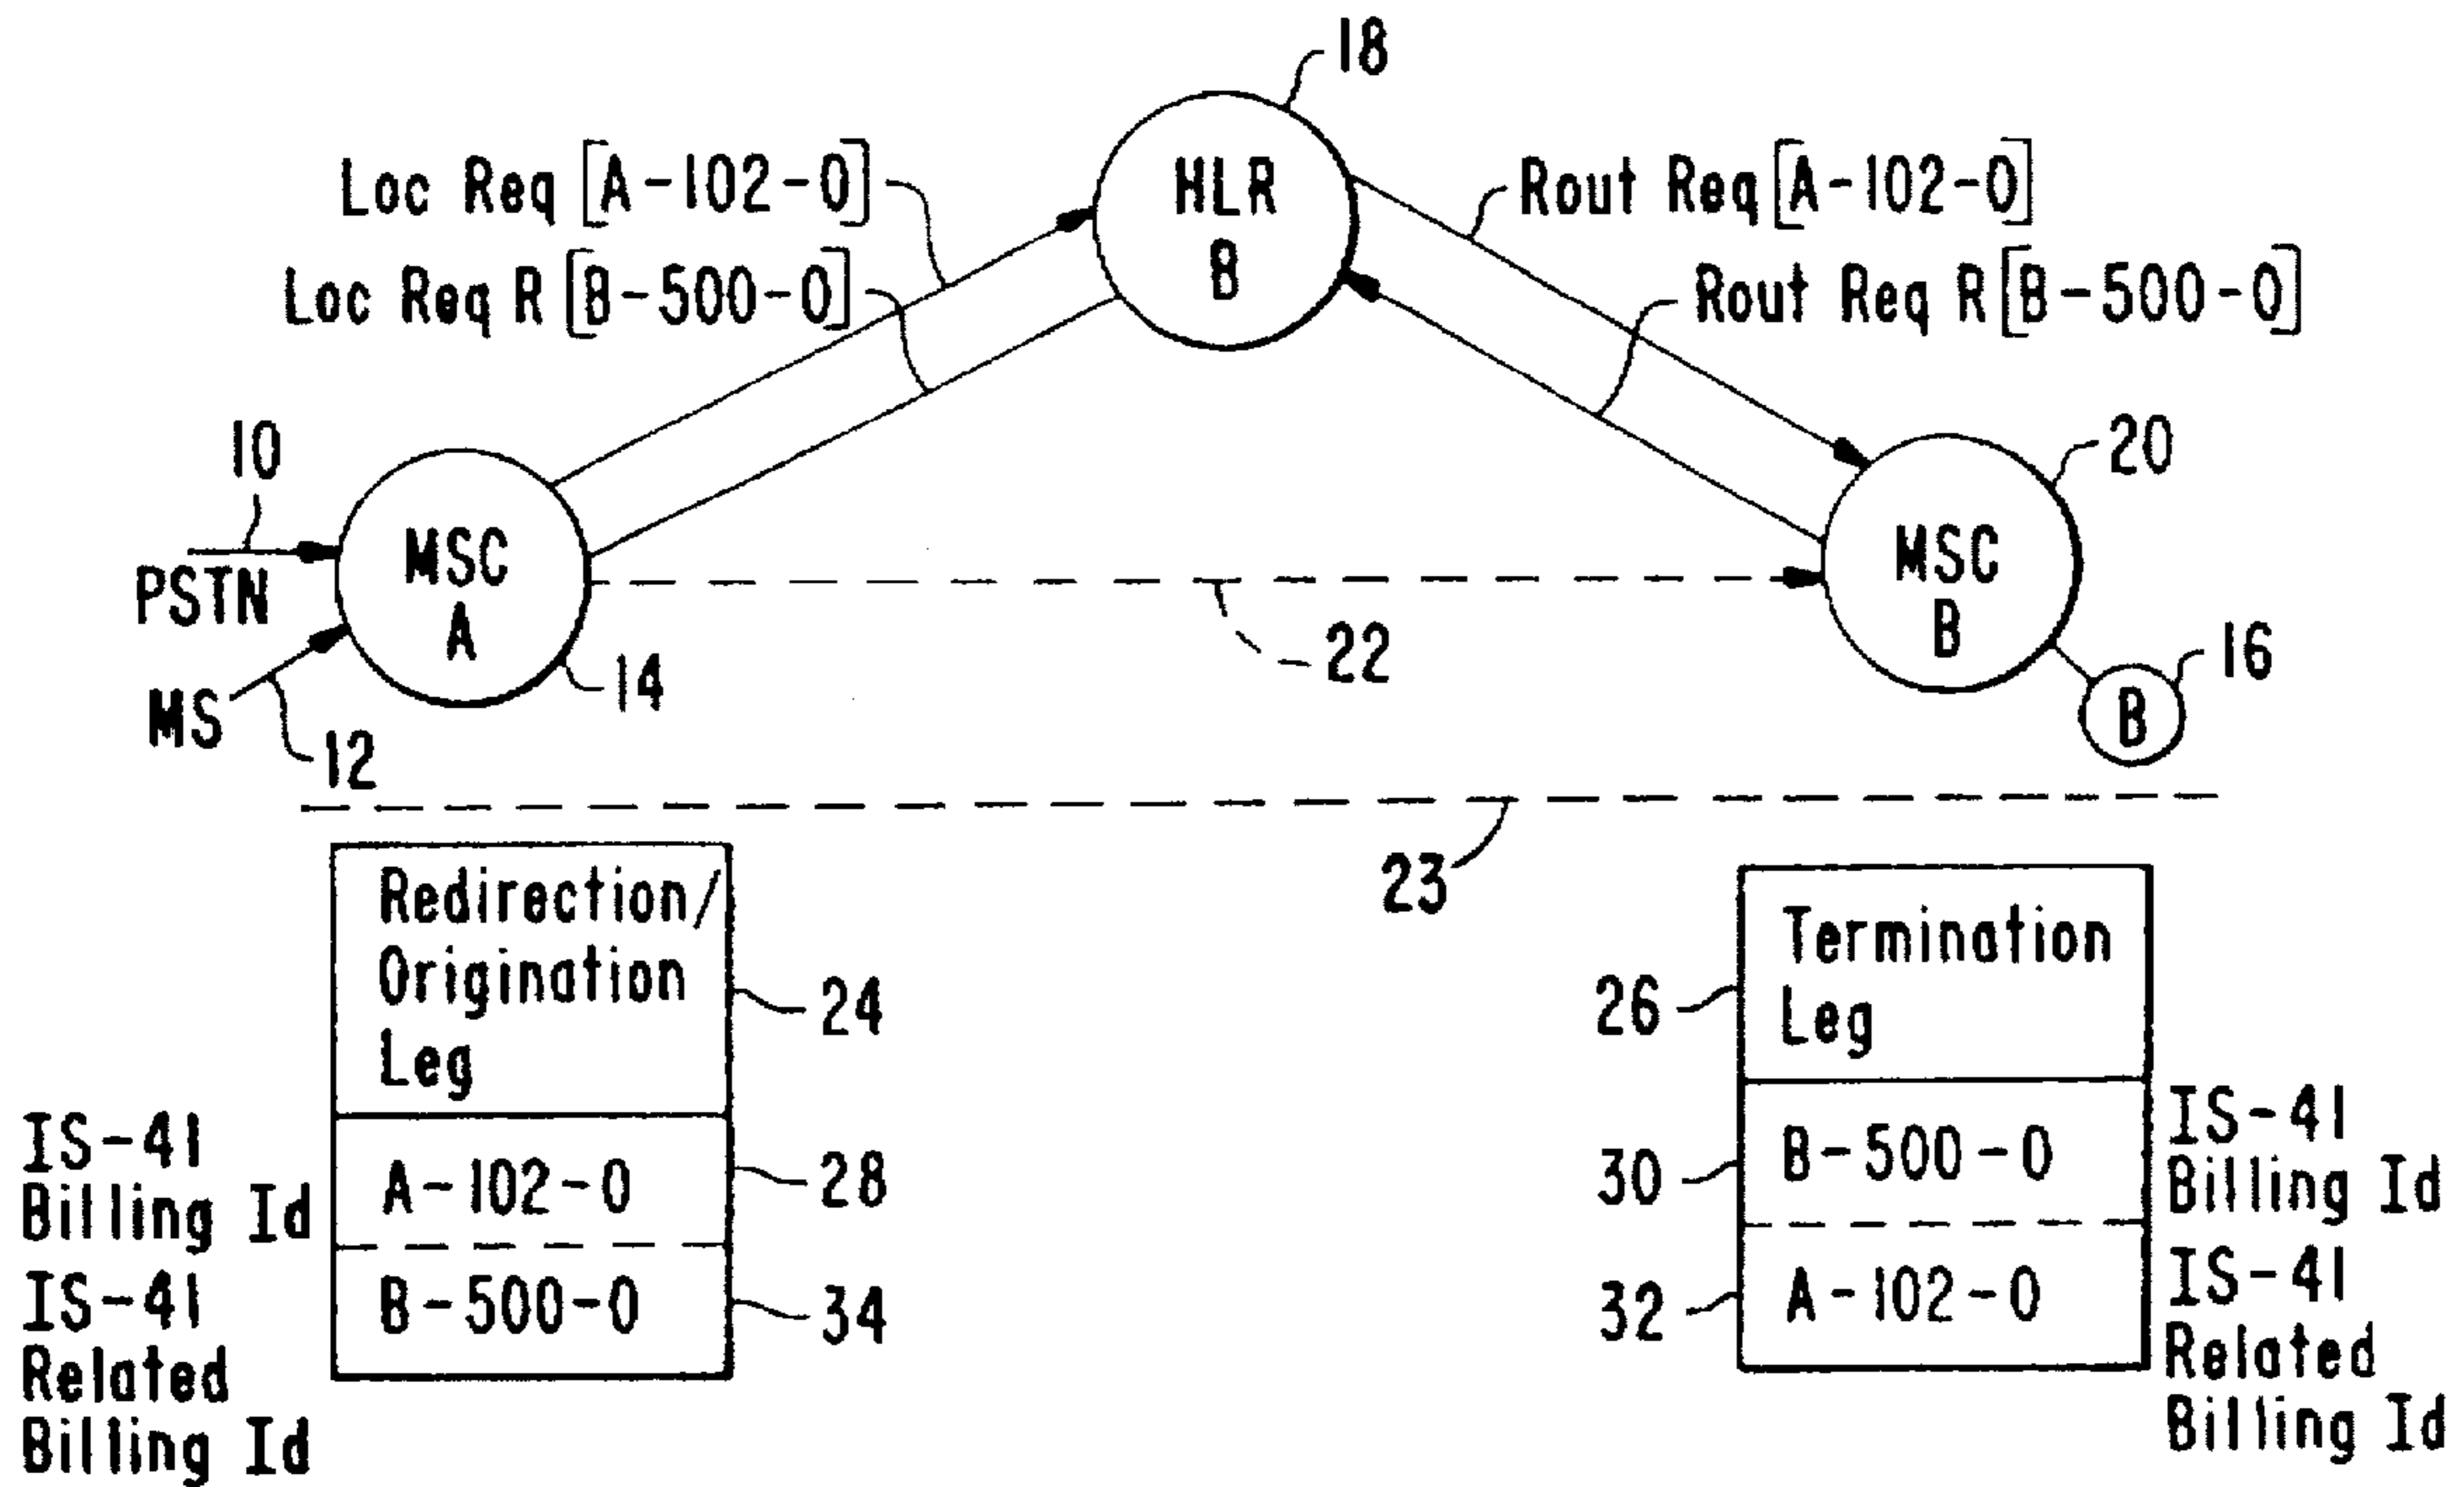 18
HLR
B
Loc Req [A-102-0]
Loc Req R [B-500-0]
Rout Req [A-102-0]
Rout Req R [B-500-0]
10
PSTN
MS
12
MSC
A
14
22
MSC
B
20
B
16
23
Redirection/
Origination
Leg
24
IS-41
Billing Id
A-102-0
28
IS-41
Related
Billing Id
B-500-0
34
Termination
Leg
26
B-500-0
30
IS-41
Billing Id
A-102-0
32
IS-41
Related
Billing Id